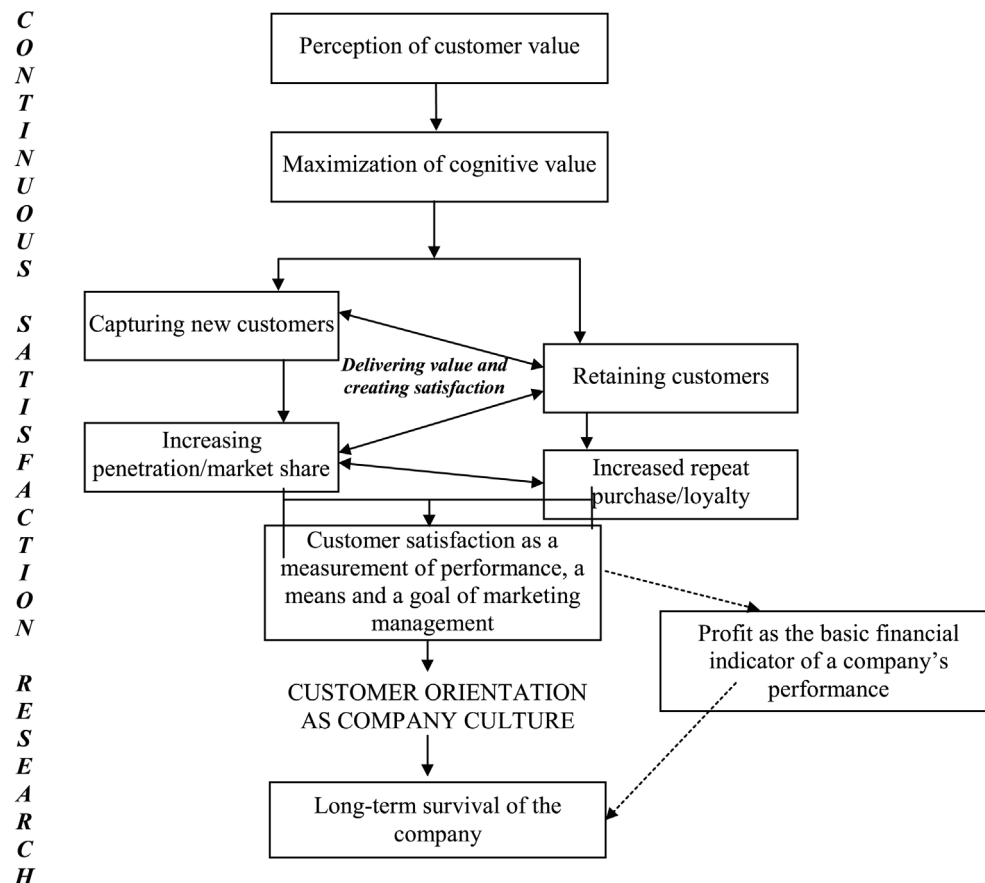 CONTINUOUS SATISFACTION RESEARCH
Perception of customer value
Maximization of cognitive value
Capturing new customers
Delivering value and
creating satisfaction
Retaining customers
Increasing
penetration/market share
Increased repeat
purchase/loyalty
Customer satisfaction as a
measurement of performance, a
means and a goal of marketing
management
Profit as the basic financial
indicator of a company’s
performance
CUSTOMER ORIENTATION
AS COMPANY CULTURE
Long-term survival of the
company